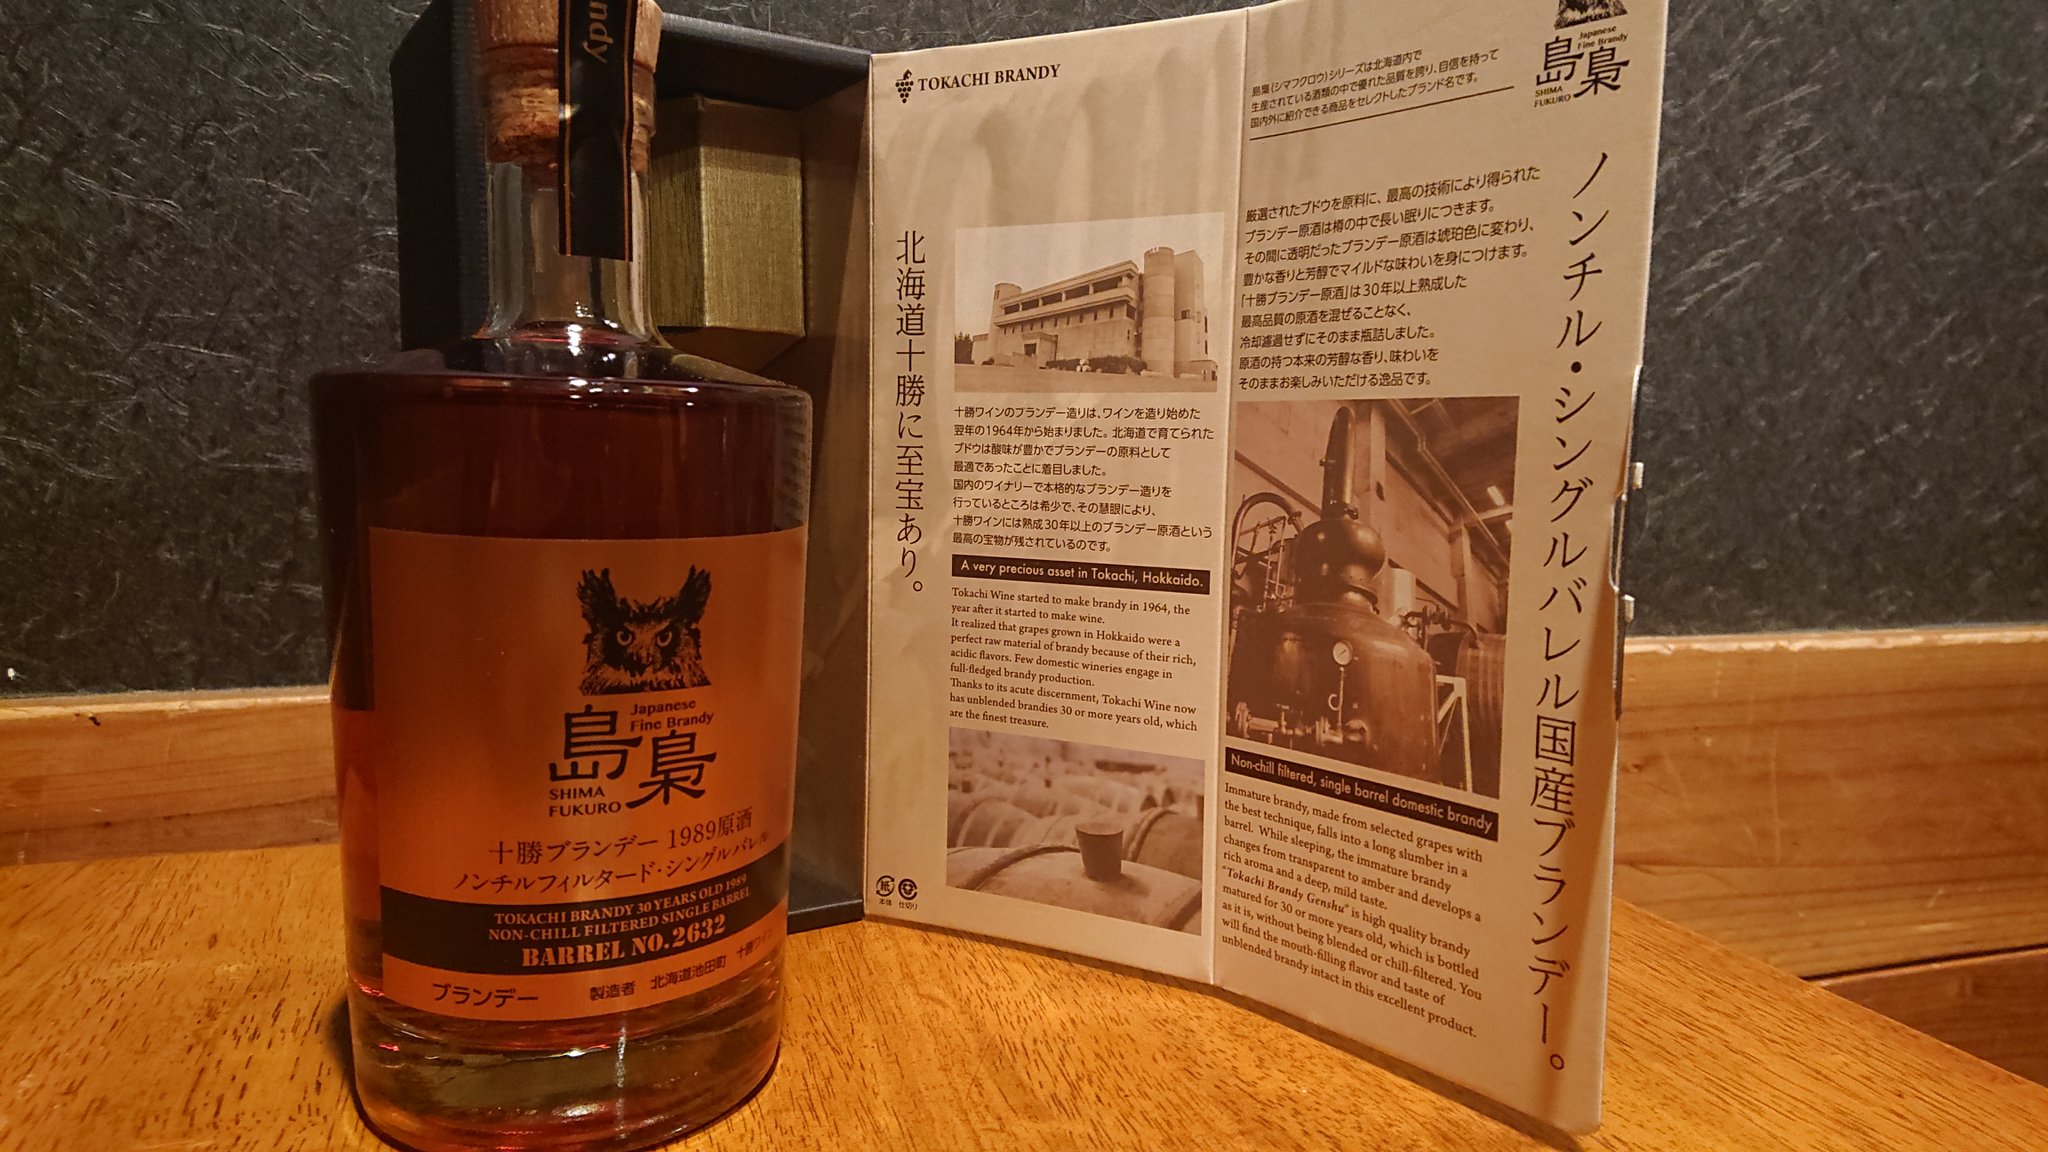 ndy
島梟
Japanese
Fine Brandy
SHIMA
FUKURO
十勝ブランデー 1989原酒
ノンチルフィルタード・シングルバレル
TOKACHI BRANDY 30 YEARS OLD 1989
NON-CHILL FILTERED SINGLE BARREL
BARREL NO.2632
ブランデー 製造者 北海道池田町 十勝ワイン
TOKACHI BRANDY
北海道十勝に至宝あり。
十勝ワインのブランデー造りは、ワインを造り始めた
翌年の1964年から始まりました。北海道で育てられた
ブドウは酸味が豊かでブランデーの原料として
最適であったことに着目しました。
国内のワイナリーで本格的なブランデー造りを
行っているところは希少で、その慧眼により、
十勝ワインには熟成30年以上のブランデー原酒という
最高の宝物が残されているのです。
A very precious asset in Tokachi, Hokkaido.
Tokachi Wine started to make brandy in 1964, the
year after it started to make wine.
It realized that grapes grown in Hokkaido were a
perfect raw material of brandy because of their rich,
acidic flavors. Few domestic wineries engage in
full-fledged brandy production.
Thanks to its acute discernment, Tokachi Wine now
has unblended brandies 30 or more years old, which
are the finest treasure.
紙
本体
仕切り
島梟(シマフクロウ)シリーズは北海道内で
生産されている酒類の中で優れた品質を誇り、自信を持って
国内外に紹介できる商品をセレクトしたブランド名です。
島梟
Japanese
Fine Brandy
SHIMA
FUKURO
ノンチル・シングルバレル国産ブランデー。
厳選されたブドウを原料に、最高の技術により得られた
ブランデー原酒は樽の中で長い眠りにつきます。
その間に透明だったブランデー原酒は琥珀色に変わり、
豊かな香りと芳醇でマイルドな味わいを身につけます。
「十勝ブランデー原酒」は30年以上熟成した
最高品質の原酒を混ぜることなく、
冷却濾過せずにそのまま瓶詰しました。
原酒の持つ本来の芳醇な香り、味わいを
そのままお楽しみいただける逸品です。
Non-chill filtered, single barrel domestic brandy
Immature brandy, made from selected grapes with
the best technique, falls into a long slumber in a
barrel. While sleeping, the immature brandy
changes from transparent to amber and develops a
rich aroma and a deep, mild taste.
"Tokachi Brandy Genshu" is high quality brandy
matured for 30 or more years old, which is bottled
as it is, without being blended or chill-filtered. You
will find the mouth-filling flavor and taste of
unblended brandy intact in this excellent product.